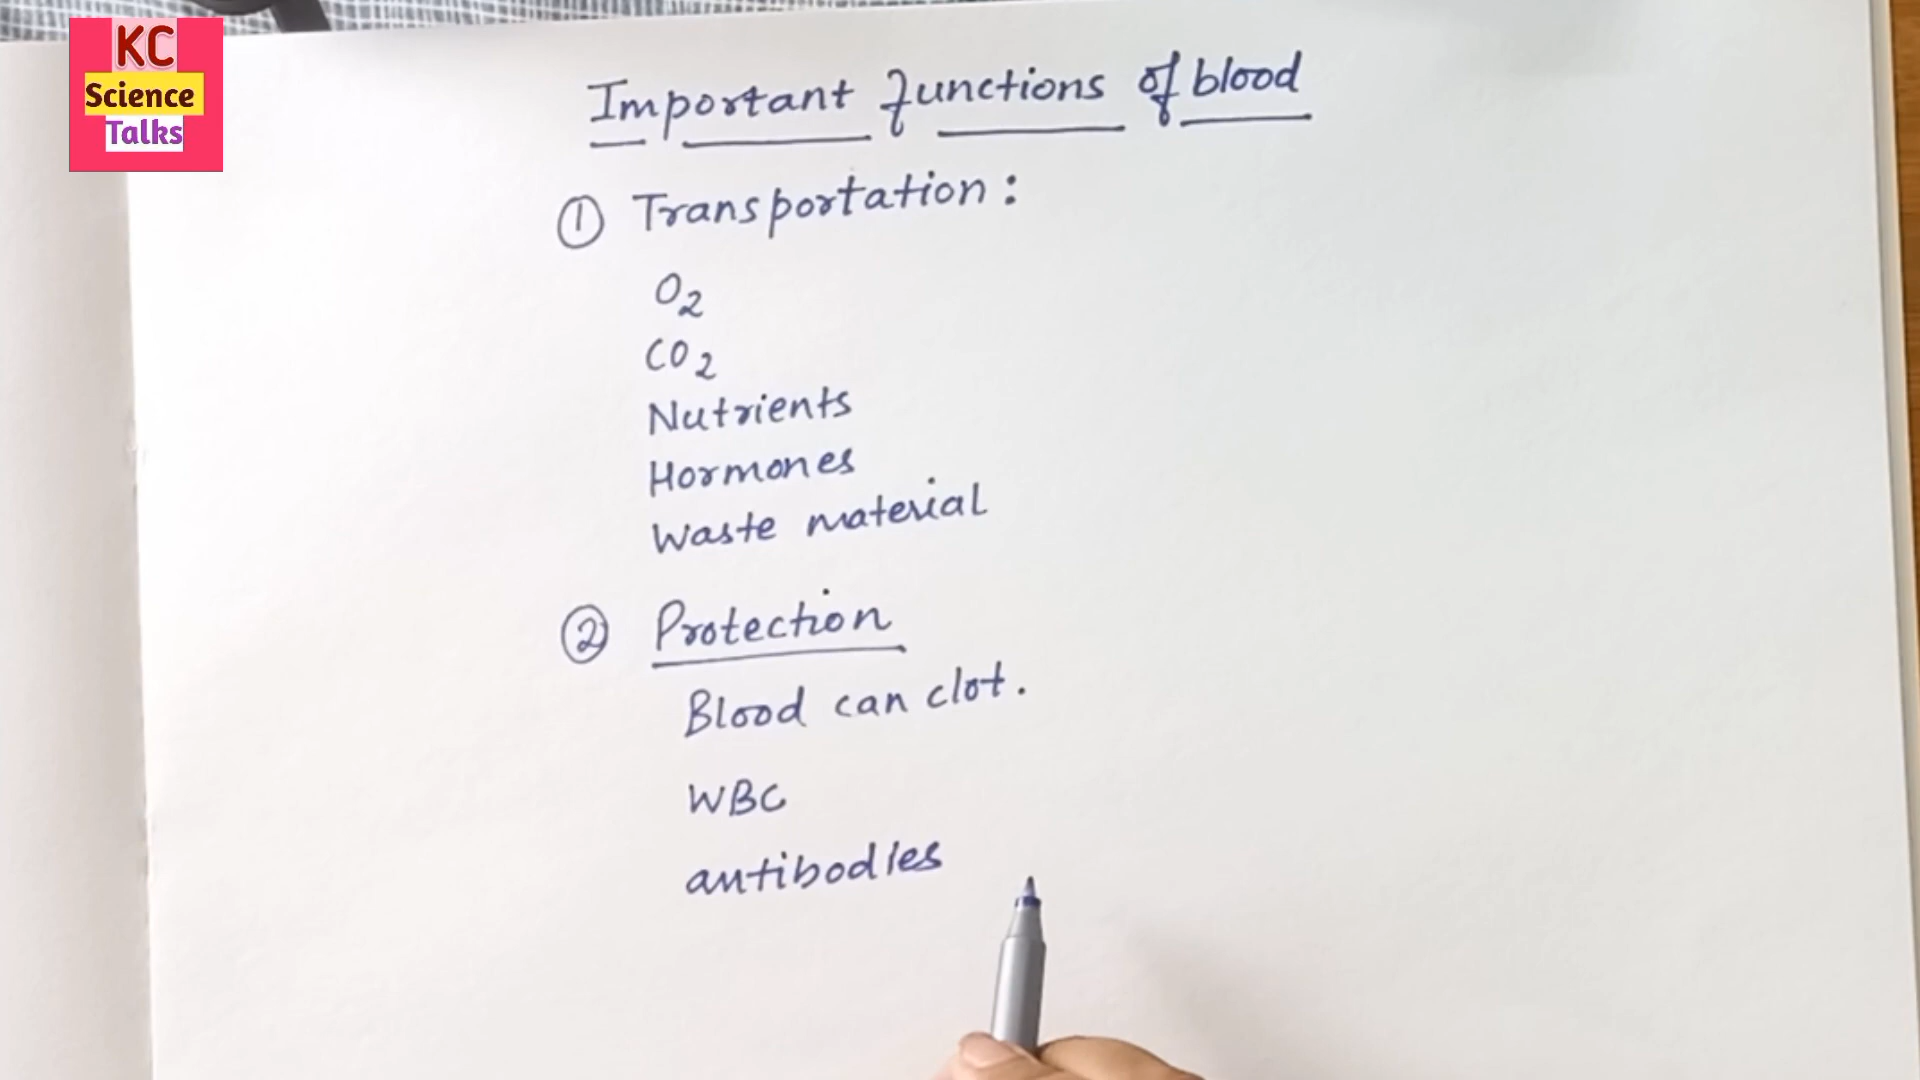 KC
Science
Talks
Important functions of blood
① Transportation:
O₂
CO₂
Nutrients
Hormones
Waste material
② Protection
Blood can clot.
WBC
antibodies